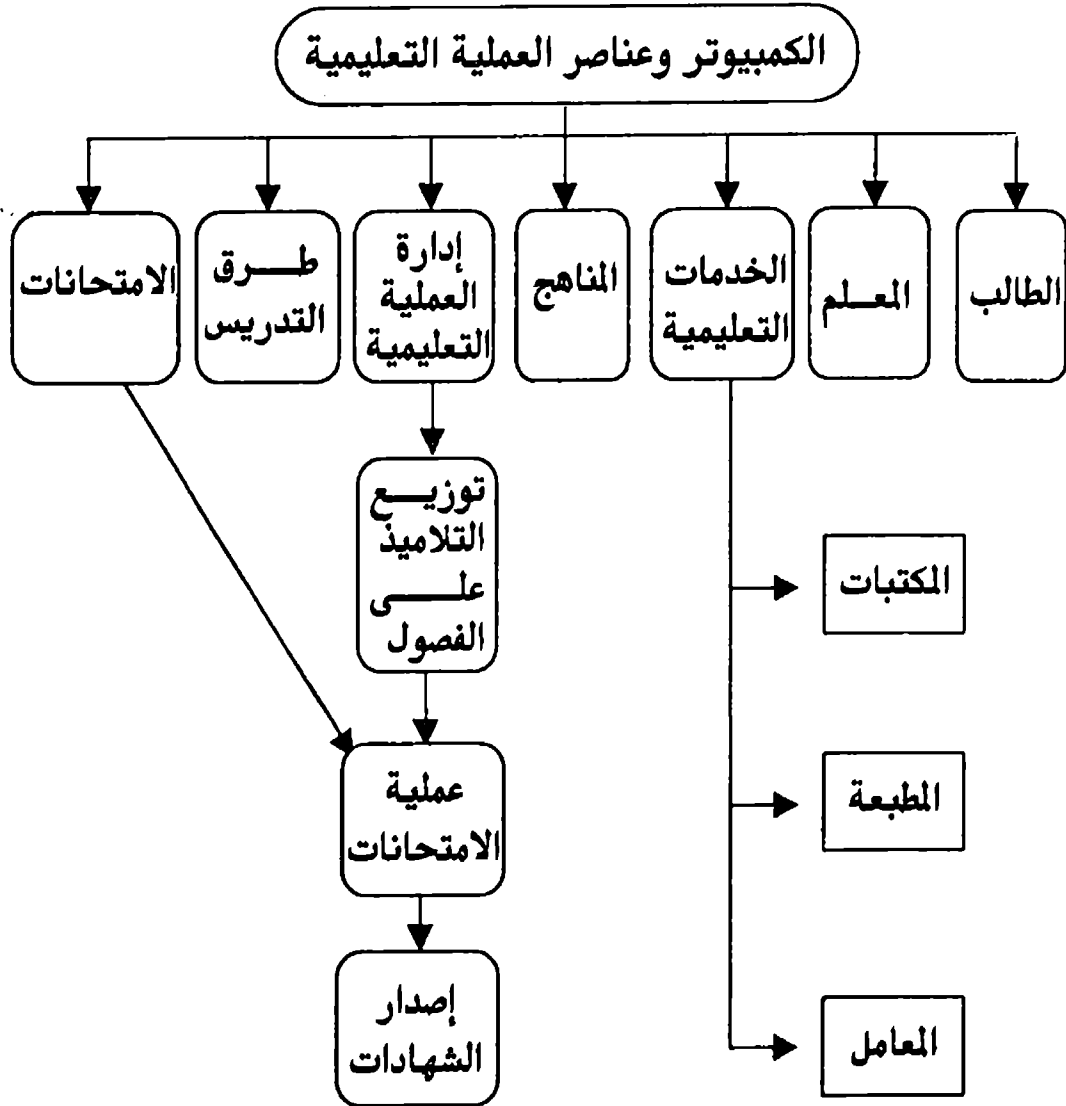 الكمبيوتر وعناصر العملية التعليمية
الطالب
المعلم
الخدمات
التعليمية
المناهج
إدارة
العملية
التعليمية
طرق
التدريس
الامتحانات
المكتبات
المطبعة
المعامل
توزيع
التلاميذ
على
الفصول
عملية
الامتحانات
إصدار
الشهادات